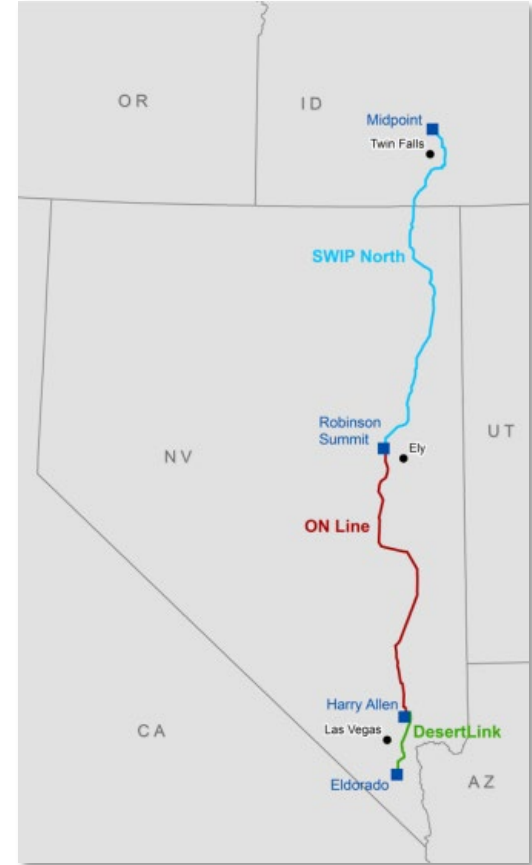 OR
ID
Midpoint
Twin Falls
SWIP North
Robinson
Summit
Ely
UT
NV
ON Line
Harry Allen
Las Vegas
DesertLink
CA
Eldorado
AZ